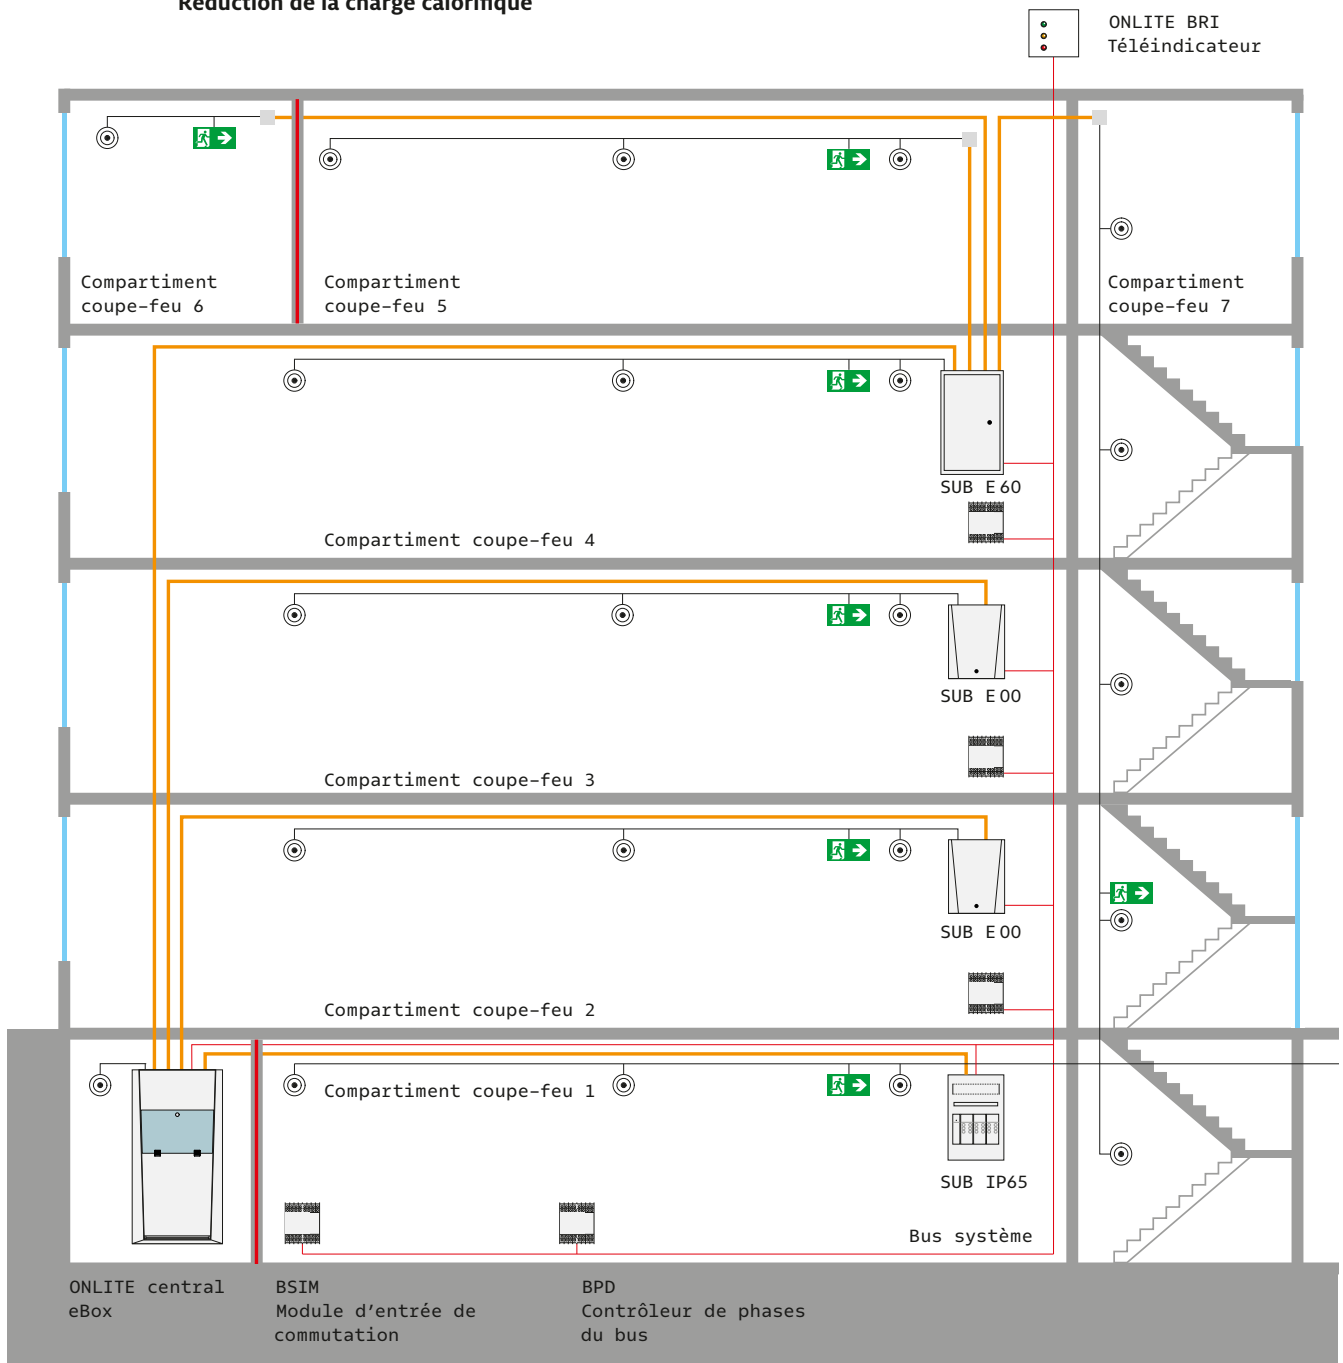 Réduction de la charge calorifique
ONLITE BRI
Téléindicateur
Compartiment
coupe-feu 6
Compartiment
coupe-feu 5
Compartiment
coupe-feu 7
SUB E60
Compartiment coupe-feu 4
SUB E00
Compartiment coupe-feu 3
SUB E00
Compartiment coupe-feu 2
Compartiment coupe-feu 1
SUB IP65
Bus système
ONLITE central
eBox
BSIM
Module d’entrée de
commutation
BPD
Contrôleur de phases
du bus